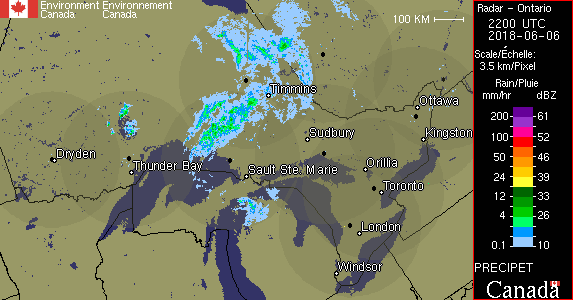 Environment Environnement
Canada Canada
100 KM
Timmins
Ottawa
Sudbury
Kingston
Dryden
Thunder Bay
Sault Ste. Marie
Orillia
Toronto
London
Windsor
Radar - Ontario
2200 UTC
2018-06-06
Scale/Échelle:
3.5 km/Pixel
Rain/Pluie
mm/hr dBZ
200 61
100 52
50 46
24 39
12 33
4 26
0.1 10
PRECIPET
Canada